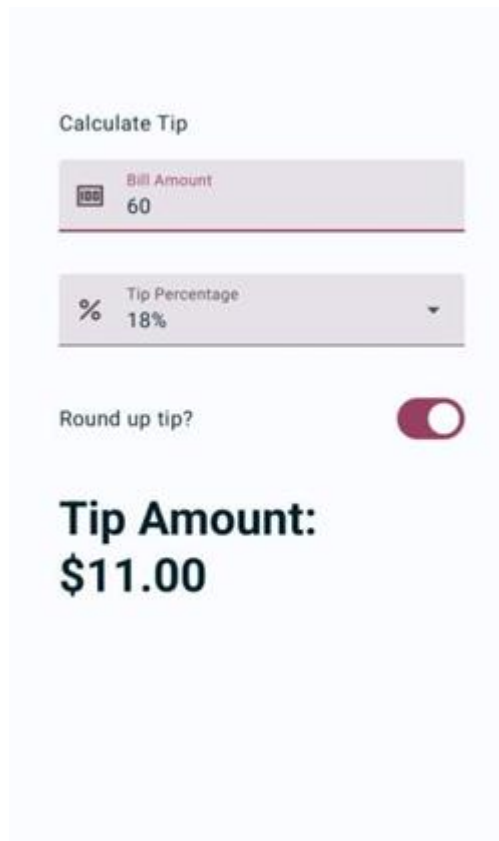 Calculate Tip
Bill Amount
60
Tip Percentage
18%
Round up tip?
Tip Amount:
$11.00